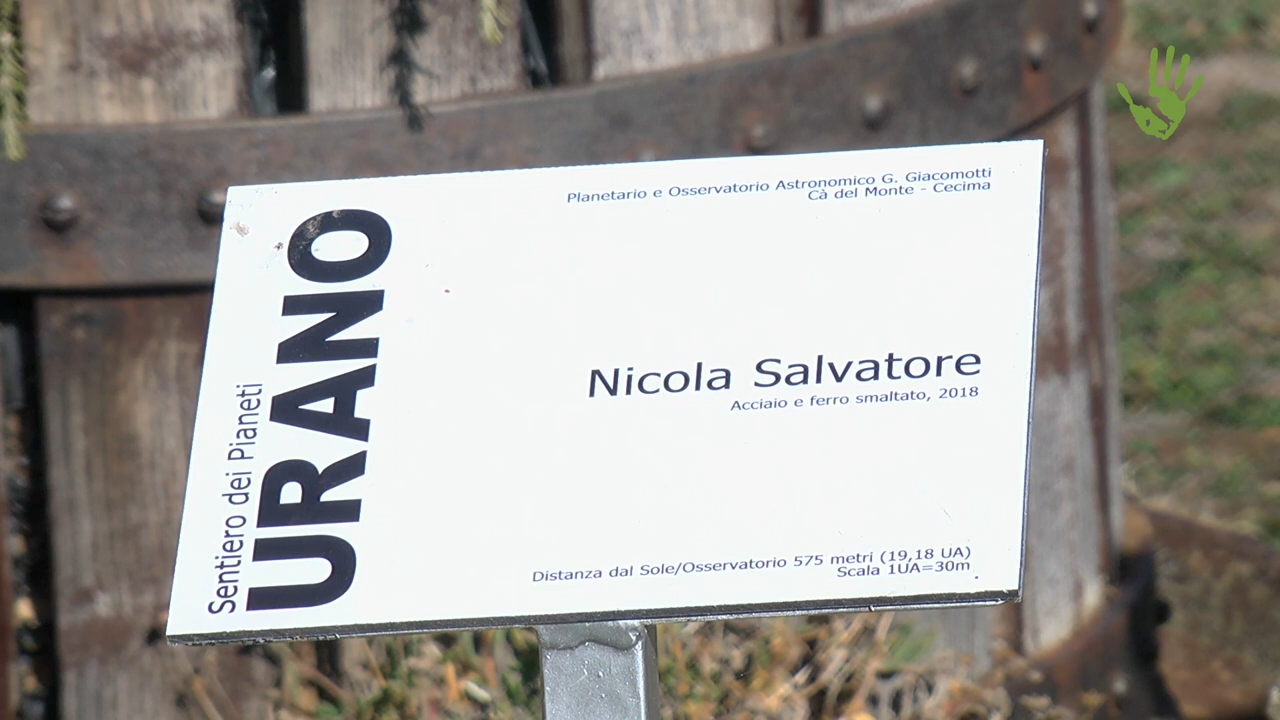 Planetario e Osservatorio Astronomico G. Giacomotti
Cà del Monte - Cecima
Sentiero dei Pianeti
URANO
Nicola Salvatore
Acciaio e ferro smaltato, 2018
Distanza dal Sole/Osservatorio 575 metri (19,18 UA)
Scala 1UA=30m